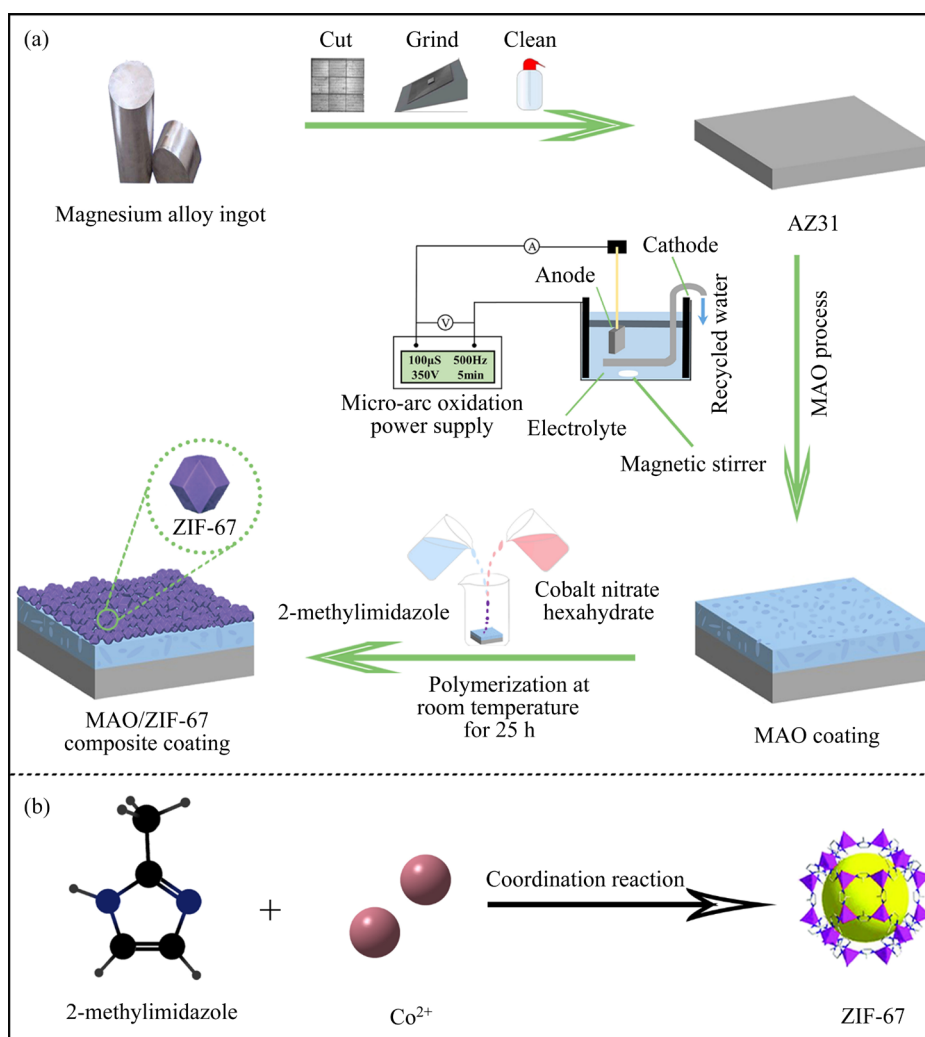 (a)
Cut
Grind
Clean
Magnesium alloy ingot
AZ31
A
Cathode
Anode
V
100μS 500Hz
350V 5min
Recycled water
MAO process
Micro-arc oxidation
power supply
Electrolyte
Magnetic stirrer
ZIF-67
2-methylimidazole
Cobalt nitrate
hexahydrate
Polymerization at
room temperature
for 25 h
MAO/ZIF-67
composite coating
MAO coating
(b)
+
Coordination reaction
2-methylimidazole
Co²⁺
ZIF-67